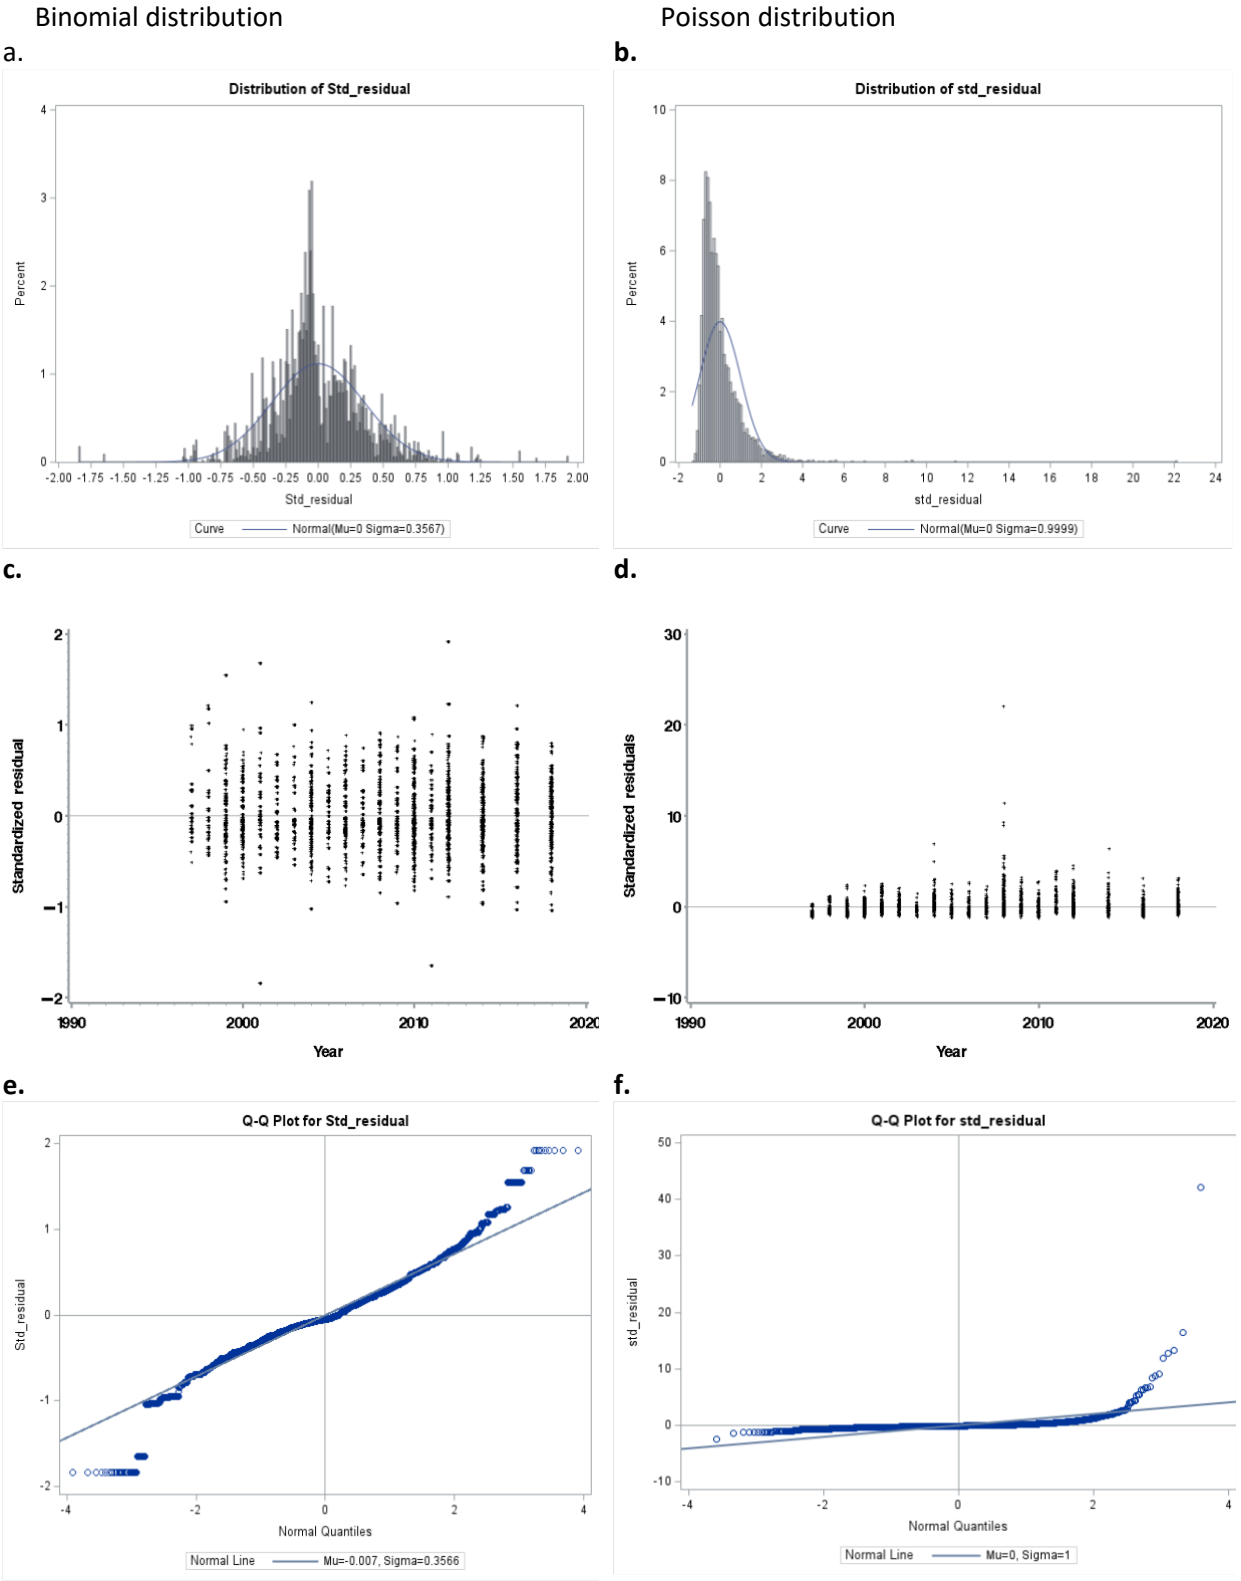 Binomial distribution
Poisson distribution
a.
b.
Distribution of Std_residual
4
3
2
1
0
Percent
-2.00 -1.75 -1.50 -1.25 -1.00 -0.75 -0.50 -0.25 0.00 0.25 0.50 0.75 1.00 1.25 1.50 1.75 2.00
Std_residual
Curve Normal(Mu=0 Sigma=0.3567)
Distribution of std_residual
10
8
6
4
2
0
Percent
-2 0 2 4 6 8 10 12 14 16 18 20 22 24
std_residual
Curve Normal(Mu=0 Sigma=0.9999)
c.
d.
2
1
0
−1
−2
Standardized residual
1990 2000 2010 2020
Year
30
20
10
0
−10
Standardized residuals
1990 2000 2010 2020
Year
e.
f.
Q-Q Plot for Std_residual
2
1
0
-1
-2
Std_residual
-4 -2 0 2 4
Normal Quantiles
Normal Line Mu=-0.007, Sigma=0.3566
Q-Q Plot for std_residual
50
40
30
20
10
0
-10
std_residual
-4 -2 0 2 4
Normal Quantiles
Normal Line Mu=0, Sigma=1